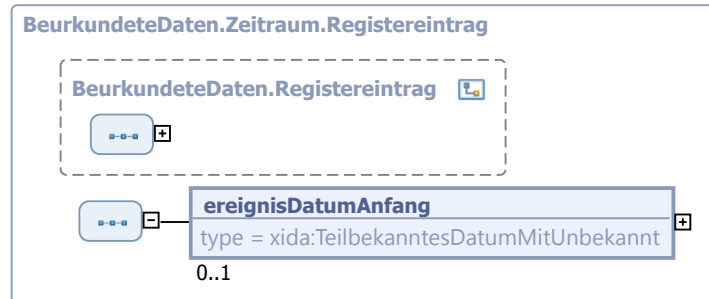 BeurkundeteDaten.Zeitraum.Registereintrag
BeurkundeteDaten.Registereintrag
ereignisDatumAnfang
type = xida:TeilbekanntesDatumMitUnbekannt
0..1